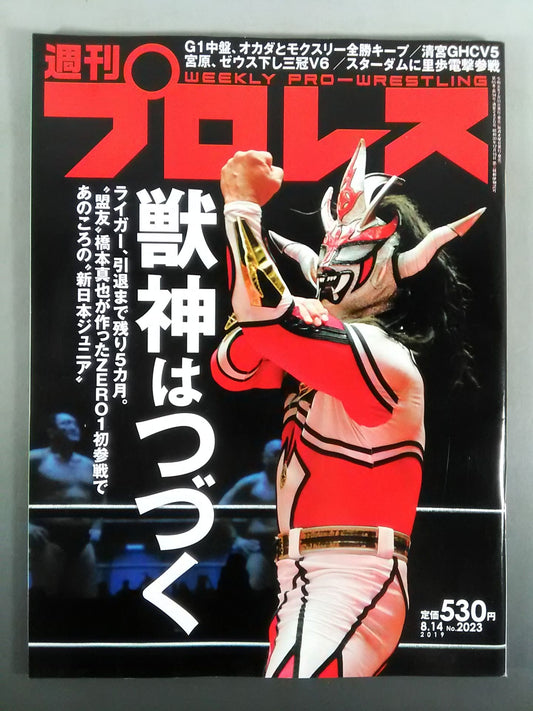 G1中盤、オカダとモクスリー全勝キープ／清宮GHCV5
宮原、ゼウス下し三冠V6／スターダムに里歩電撃参戦
週刊
プロレス
WEEKLY PRO-WRESTLING
獣神はつづく
ライガー、引退まで残り5カ月。
〝盟友〟橋本真也が作ったZERO1初参戦で
あのころの〝新日本ジュニア〟
定価530円
8.14 No.2023
2019